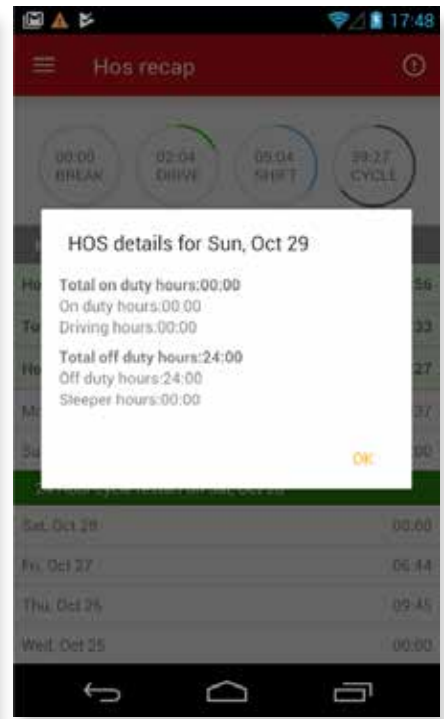 17:48
Hos recap
00:00
BREAK
02:04
DRIVE
05:04
SHIFT
39:27
CYCLE
HOS details for Sun, Oct 29
Total on duty hours:00:00
On duty hours:00:00
Driving hours:00:00
Total off duty hours:24:00
Off duty hours:24:00
Sleeper hours:00:00
OK
Sat, Oct 28 00:00
Fri, Oct 27 06:44
Thu, Oct 26 09:45
Wed, Oct 25 00:00